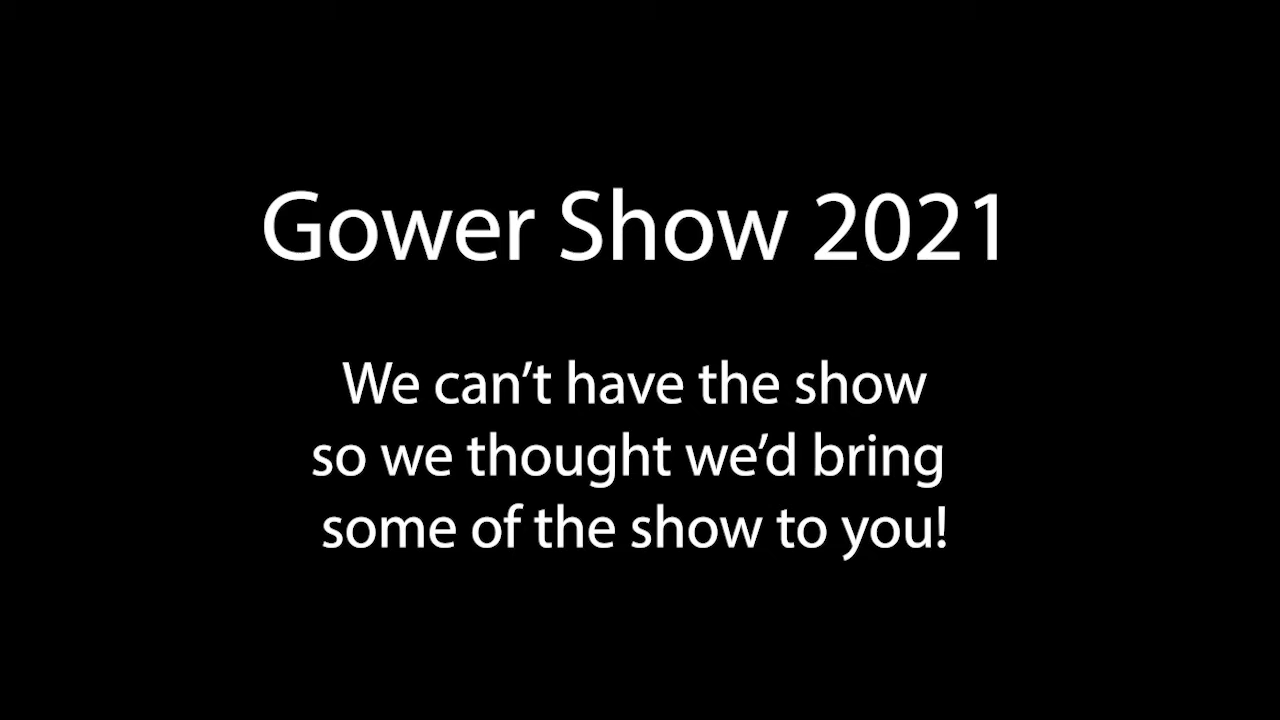 Gower Show 2021
We can’t have the show
so we thought we’d bring
some of the show to you!